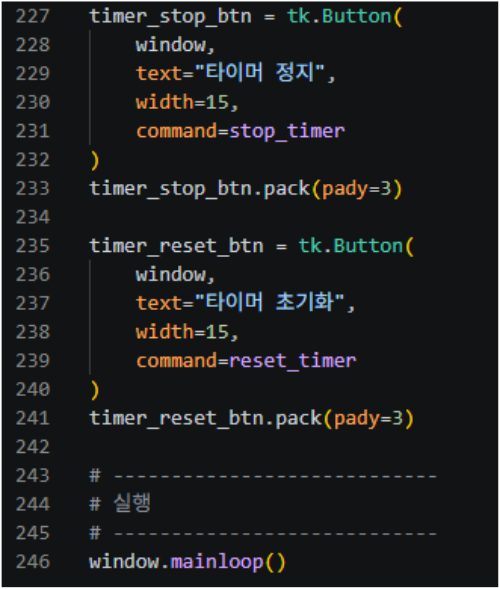 227 timer_stop_btn = tk.Button(
228     window,
229     text="타이머 정지",
230     width=15,
231     command=stop_timer
232 )
233 timer_stop_btn.pack(pady=3)
234
235 timer_reset_btn = tk.Button(
236     window,
237     text="타이머 초기화",
238     width=15,
239     command=reset_timer
240 )
241 timer_reset_btn.pack(pady=3)
242
243 # ----------------------------
244 # 실행
245 # ----------------------------
246 window.mainloop()